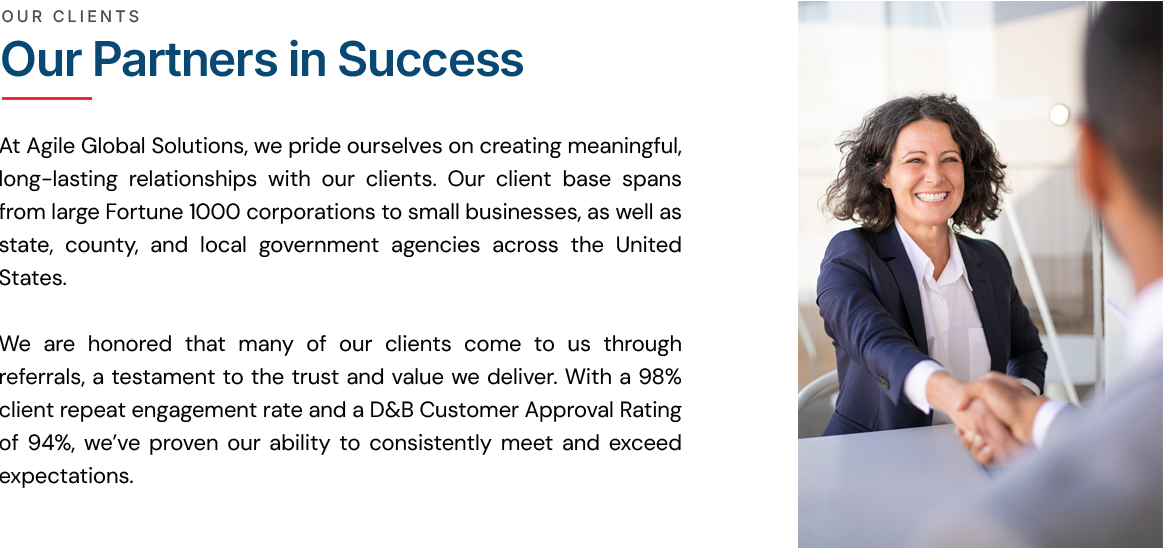 OUR CLIENTS
Our Partners in Success
At Agile Global Solutions, we pride ourselves on creating meaningful,
long-lasting relationships with our clients. Our client base spans
from large Fortune 1000 corporations to small businesses, as well as
state, county, and local government agencies across the United
States.
We are honored that many of our clients come to us through
referrals, a testament to the trust and value we deliver. With a 98%
client repeat engagement rate and a D&B Customer Approval Rating
of 94%, we’ve proven our ability to consistently meet and exceed
expectations.